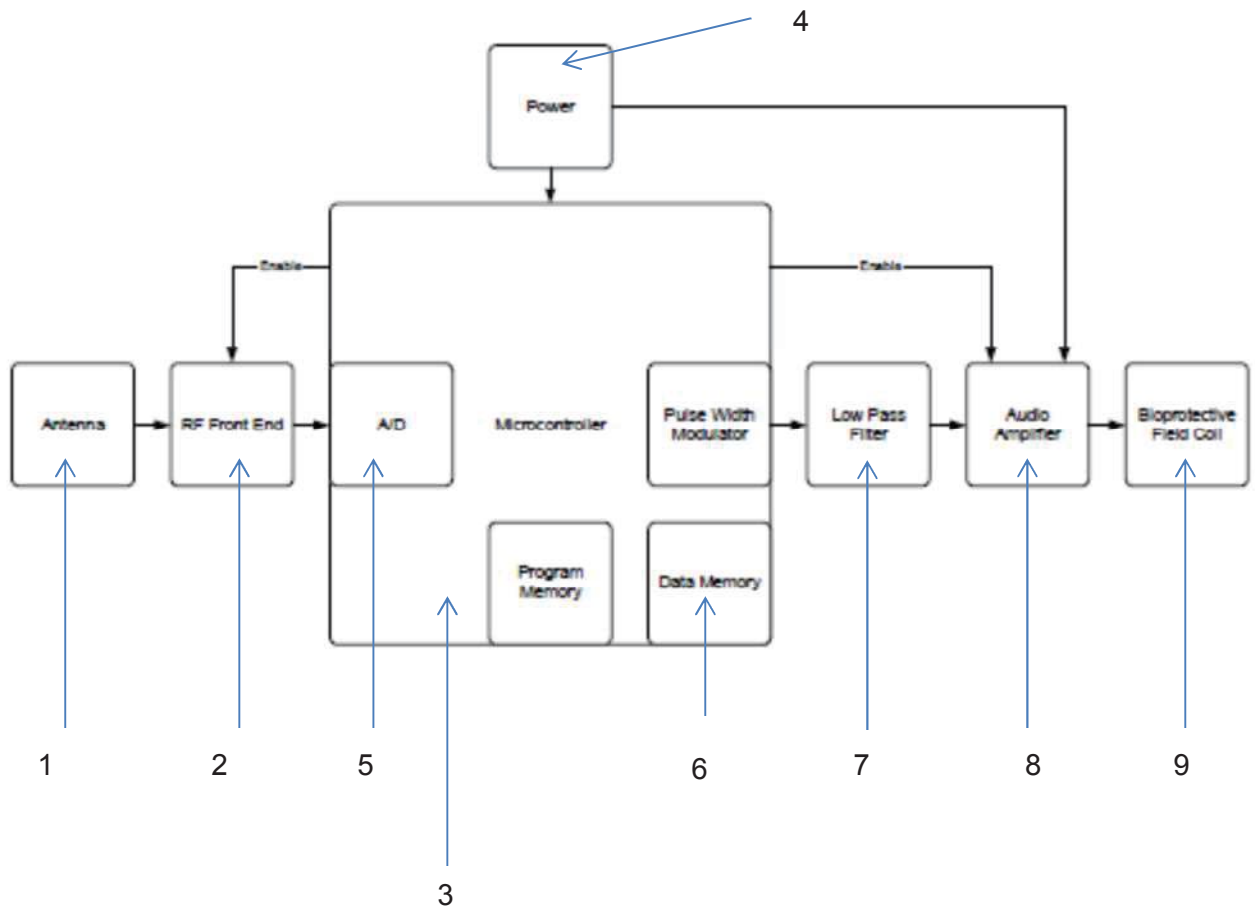 4
Power
Enable
Enable
Antenna
RF Front End
A/D
Microcontroller
Pulse Width
Modulator
Low Pass
Filter
Audio
Amplifier
Bioprotective
Field Coil
Program
Memory
Data Memory
1
2
5
6
7
8
9
3